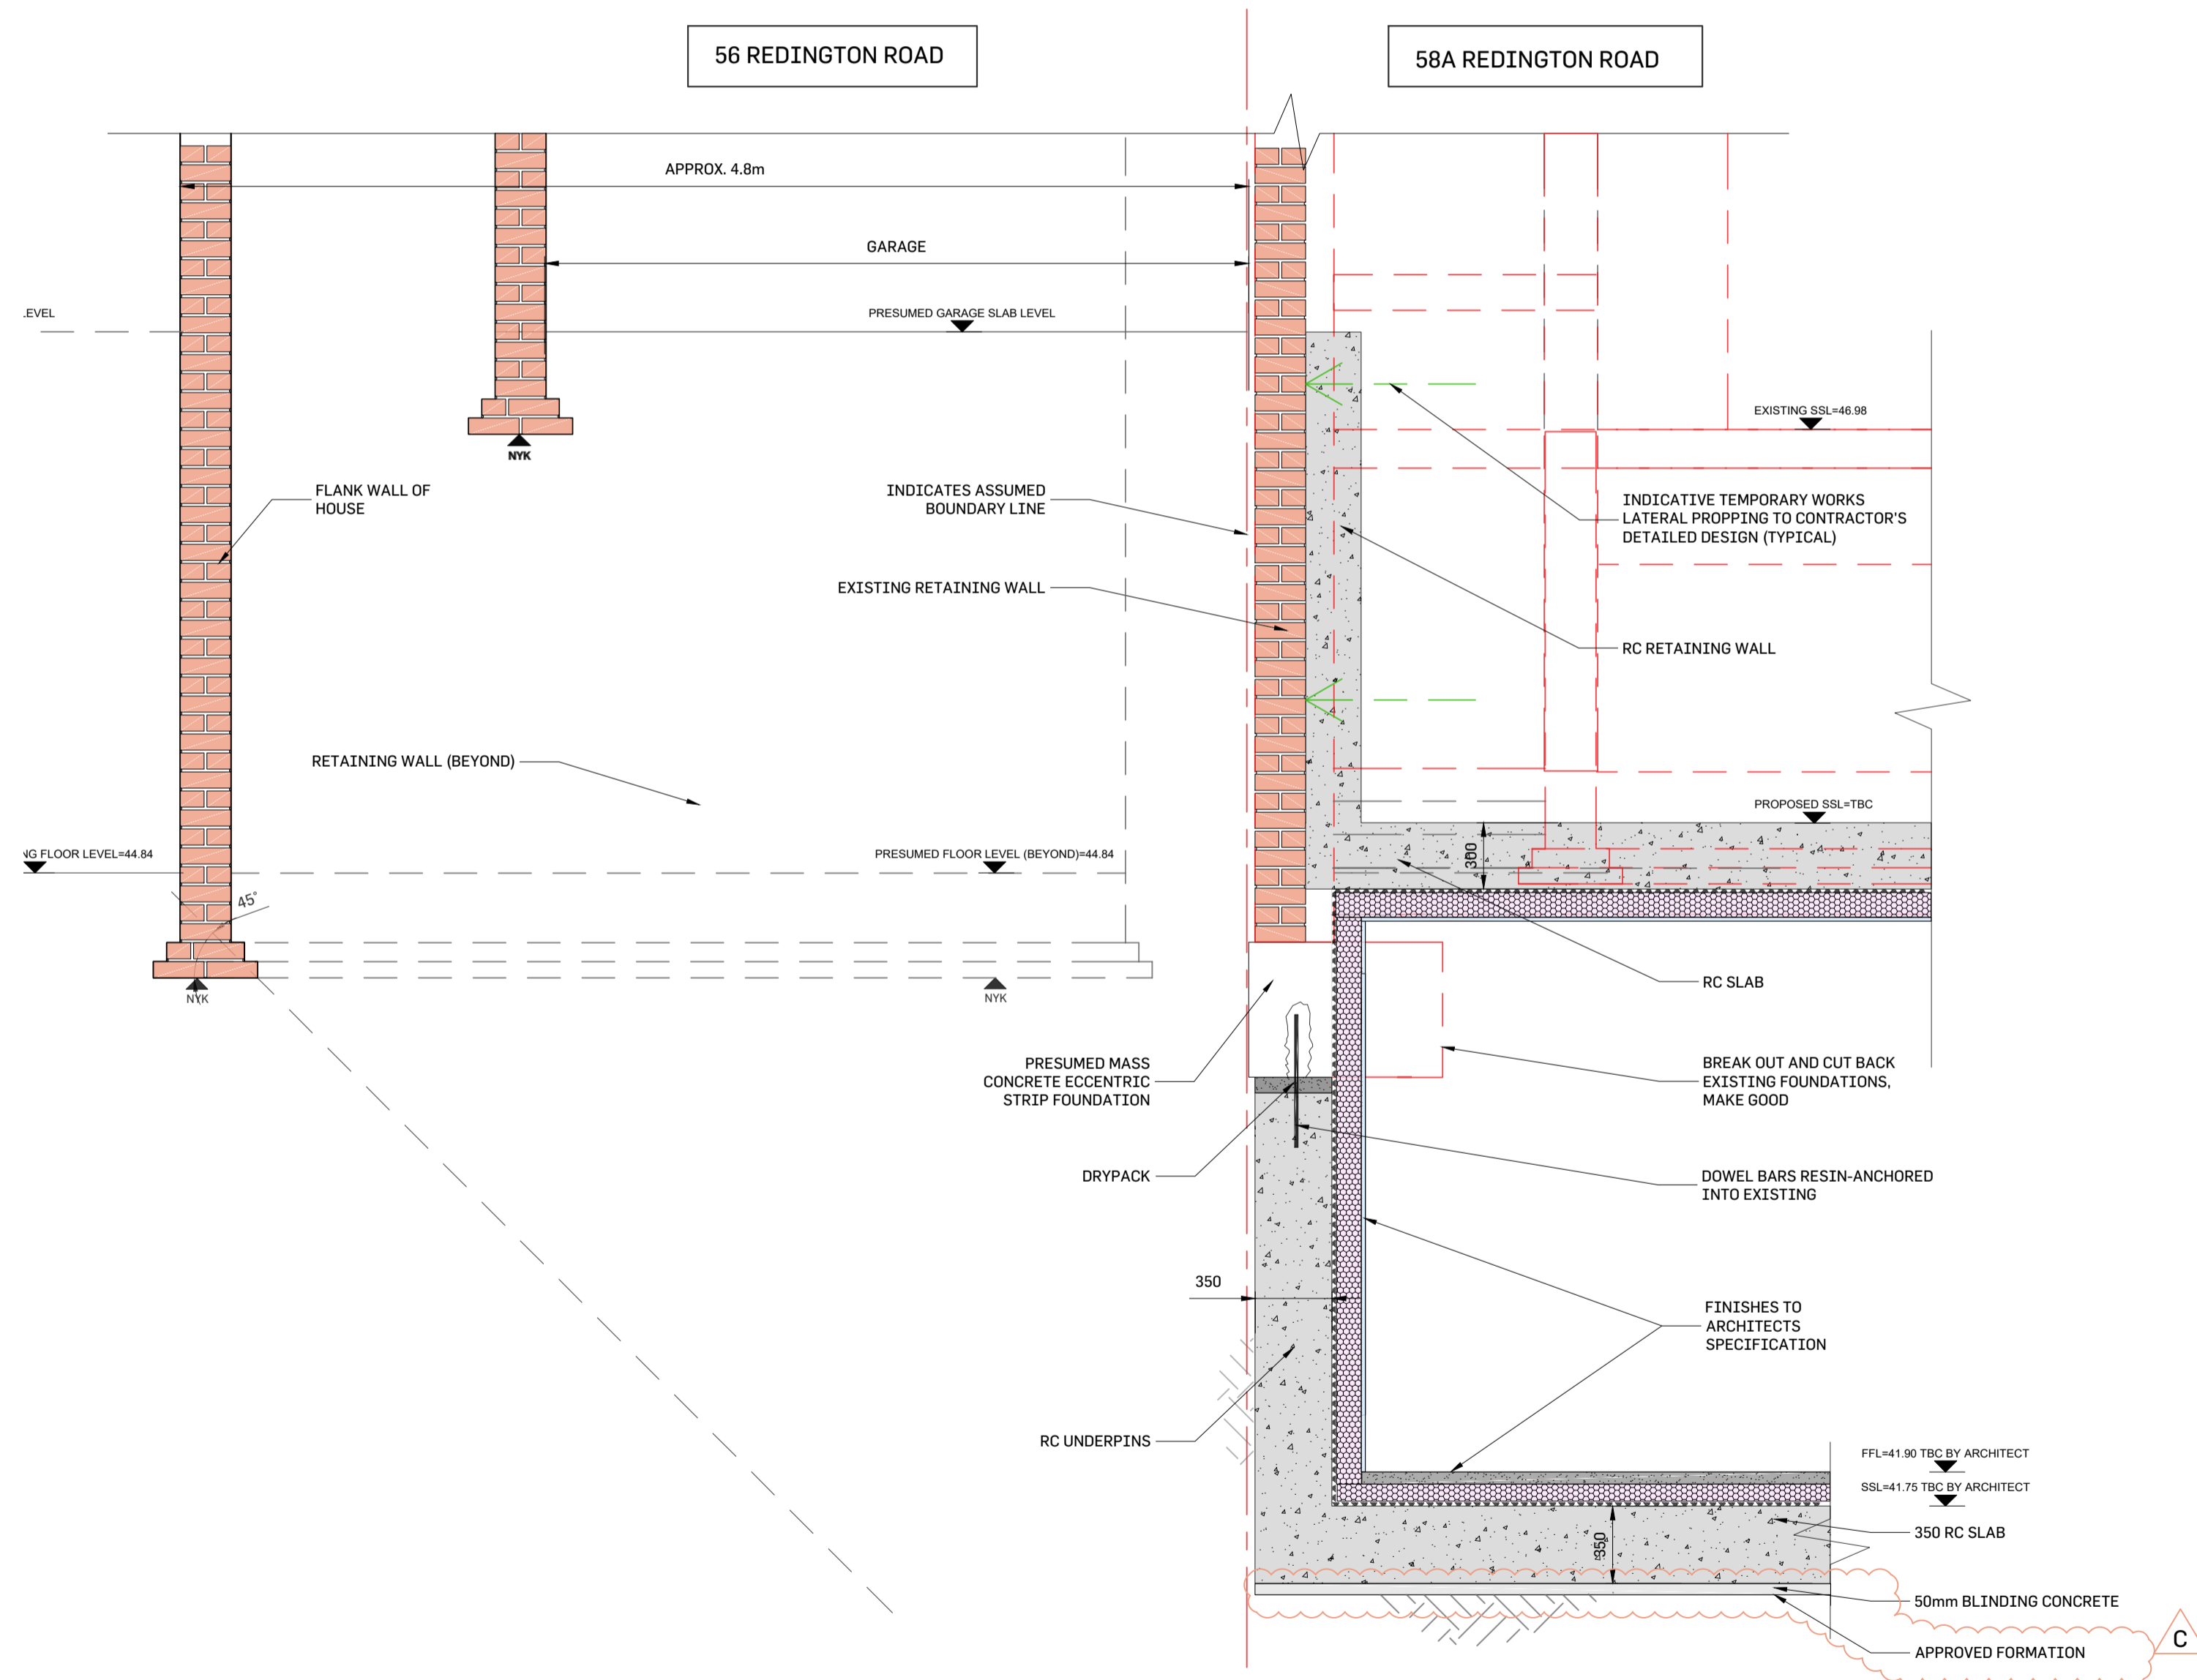 56 REDINGTON ROAD
58A REDINGTON ROAD
APPROX. 4.8m
GARAGE
.EVEL
PRESUMED GARAGE SLAB LEVEL
EXISTING SSL=46.98
NYK
FLANK WALL OF
HOUSE
INDICATES ASSUMED
BOUNDARY LINE
INDICATIVE TEMPORARY WORKS
LATERAL PROPPING TO CONTRACTOR'S
DETAILED DESIGN (TYPICAL)
EXISTING RETAINING WALL
RC RETAINING WALL
RETAINING WALL (BEYOND)
PROPOSED SSL=TBC
300
NG FLOOR LEVEL=44.84
PRESUMED FLOOR LEVEL (BEYOND)=44.84
45°
NYK
NYK
RC SLAB
PRESUMED MASS
CONCRETE ECCENTRIC
STRIP FOUNDATION
BREAK OUT AND CUT BACK
EXISTING FOUNDATIONS,
MAKE GOOD
DRYPACK
DOWEL BARS RESIN-ANCHORED
INTO EXISTING
350
FINISHES TO
ARCHITECTS
SPECIFICATION
RC UNDERPINS
FFL=41.90 TBC BY ARCHITECT
SSL=41.75 TBC BY ARCHITECT
350
350 RC SLAB
50mm BLINDING CONCRETE
C
APPROVED FORMATION